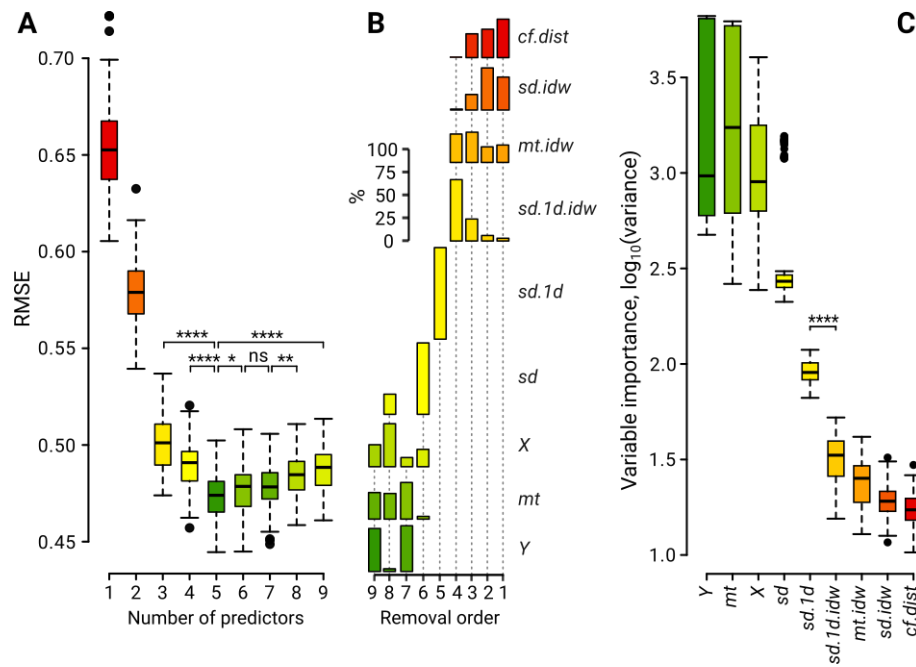 A
RMSE
0.70
0.65
0.60
0.55
0.50
0.45
**** ****
**** * ns **
1 2 3 4 5 6 7 8 9
Number of predictors
B
cf.dist
sd.idw
mt.idw
sd.1d.idw
sd.1d
sd
X
mt
Y
%
100
75
50
25
0
9 8 7 6 5 4 3 2 1
Removal order
C
Variable importance, log₁₀(variance)
3.5
3.0
2.5
2.0
1.5
1.0
****
Y
mt
X
sd
sd.1d
sd.1d.idw
mt.idw
sd.idw
cf.dist